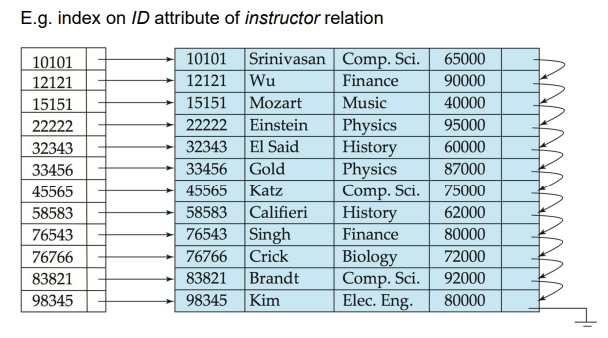 E.g. index on ID attribute of instructor relation
10101 10101 Srinivasan Comp. Sci. 65000
12121 12121 Wu Finance 90000
15151 15151 Mozart Music 40000
22222 22222 Einstein Physics 95000
32343 32343 El Said History 60000
33456 33456 Gold Physics 87000
45565 45565 Katz Comp. Sci. 75000
58583 58583 Califieri History 62000
76543 76543 Singh Finance 80000
76766 76766 Crick Biology 72000
83821 83821 Brandt Comp. Sci. 92000
98345 98345 Kim Elec. Eng. 80000